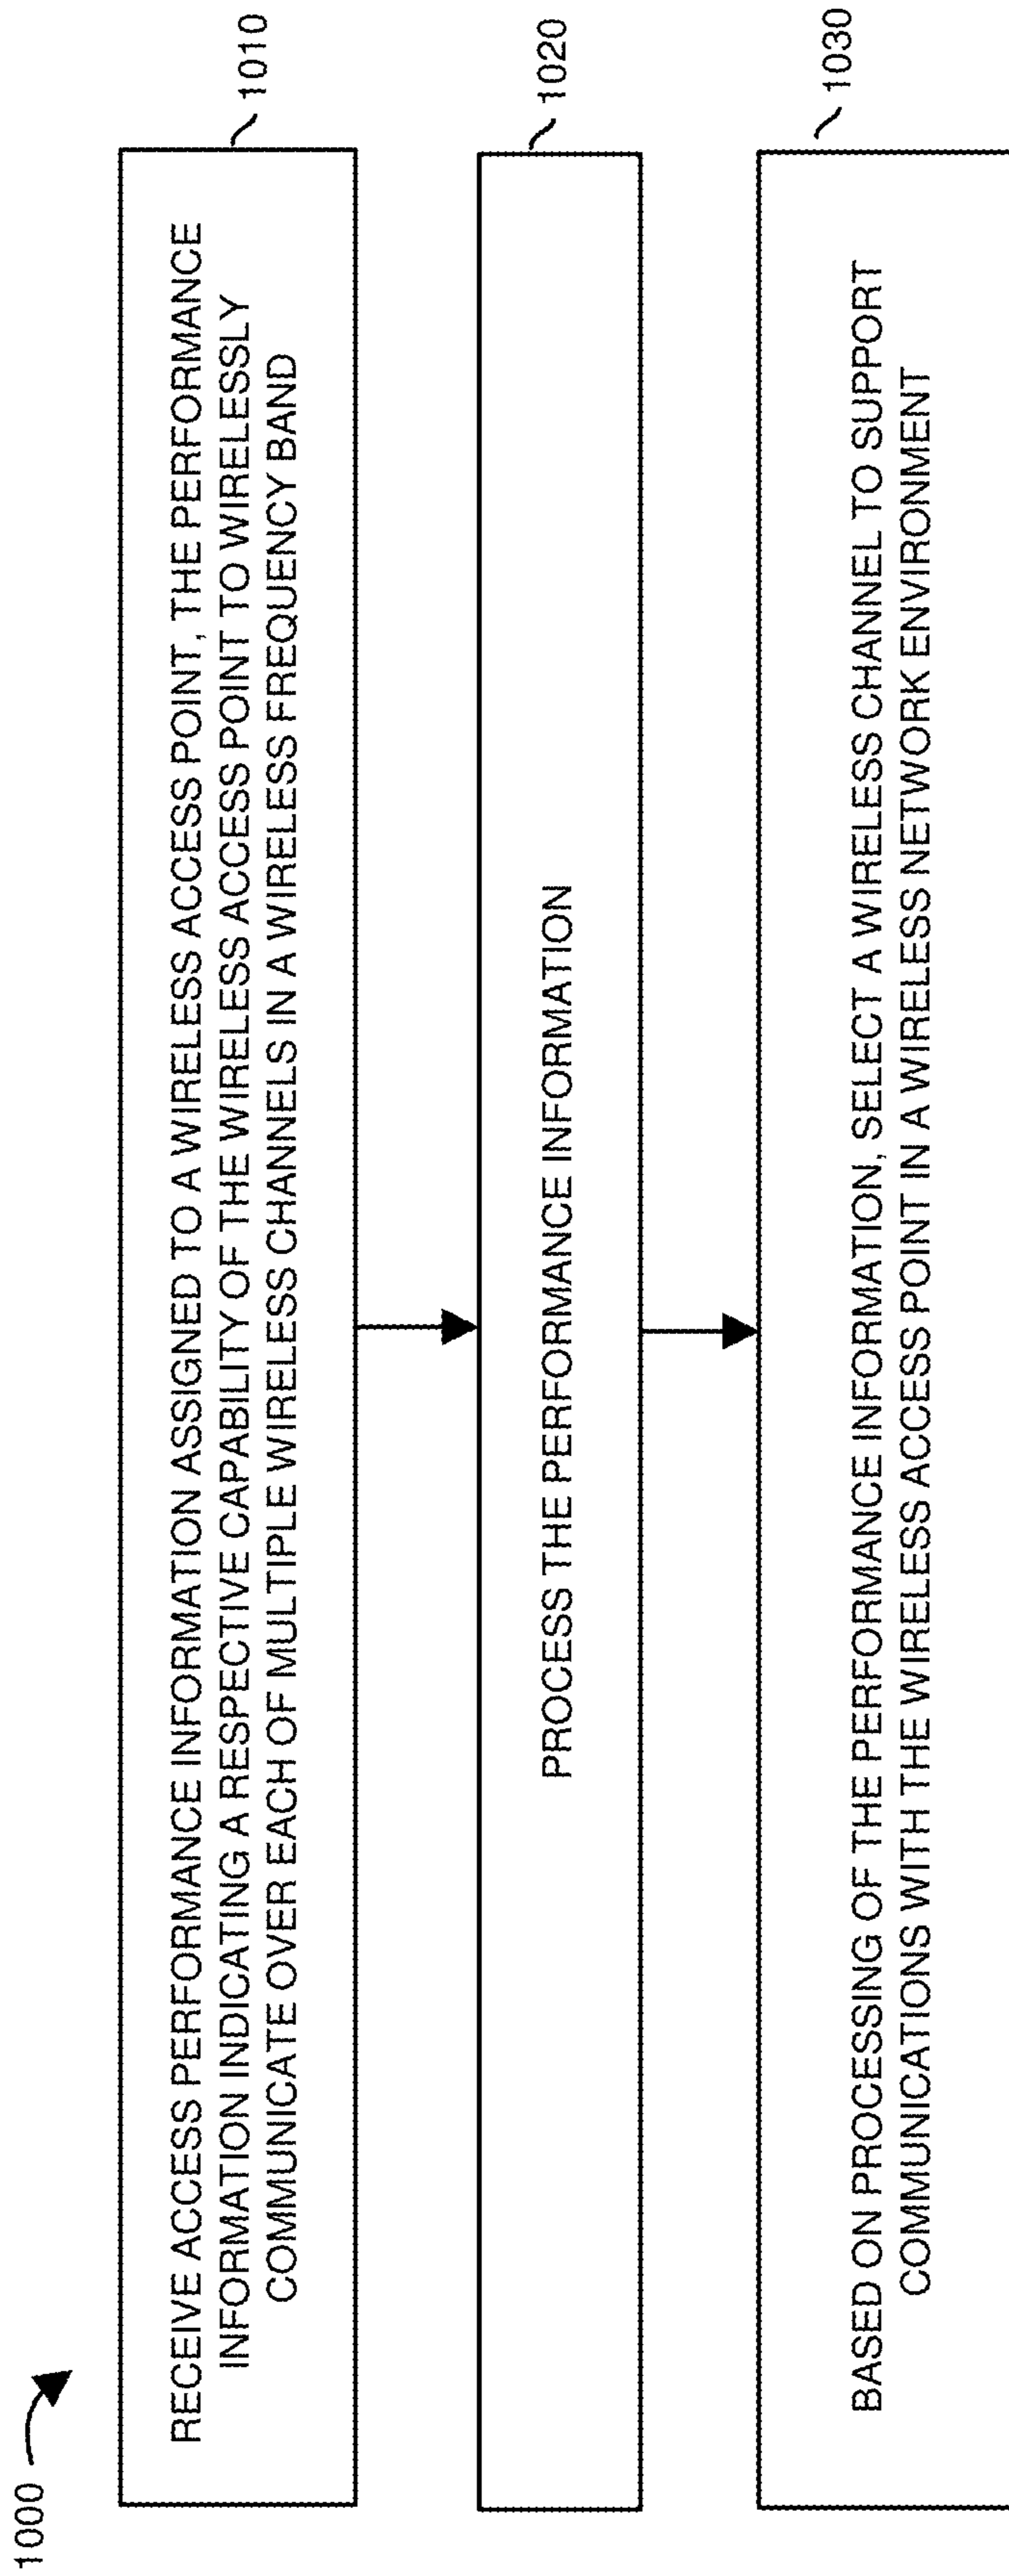 1000
RECEIVE ACCESS PERFORMANCE INFORMATION ASSIGNED TO A WIRELESS ACCESS POINT, THE PERFORMANCE
INFORMATION INDICATING A RESPECTIVE CAPABILITY OF THE WIRELESS ACCESS POINT TO WIRELESSLY
COMMUNICATE OVER EACH OF MULTIPLE WIRELESS CHANNELS IN A WIRELESS FREQUENCY BAND
1010
PROCESS THE PERFORMANCE INFORMATION
1020
BASED ON PROCESSING OF THE PERFORMANCE INFORMATION, SELECT A WIRELESS CHANNEL TO SUPPORT
COMMUNICATIONS WITH THE WIRELESS ACCESS POINT IN A WIRELESS NETWORK ENVIRONMENT
1030